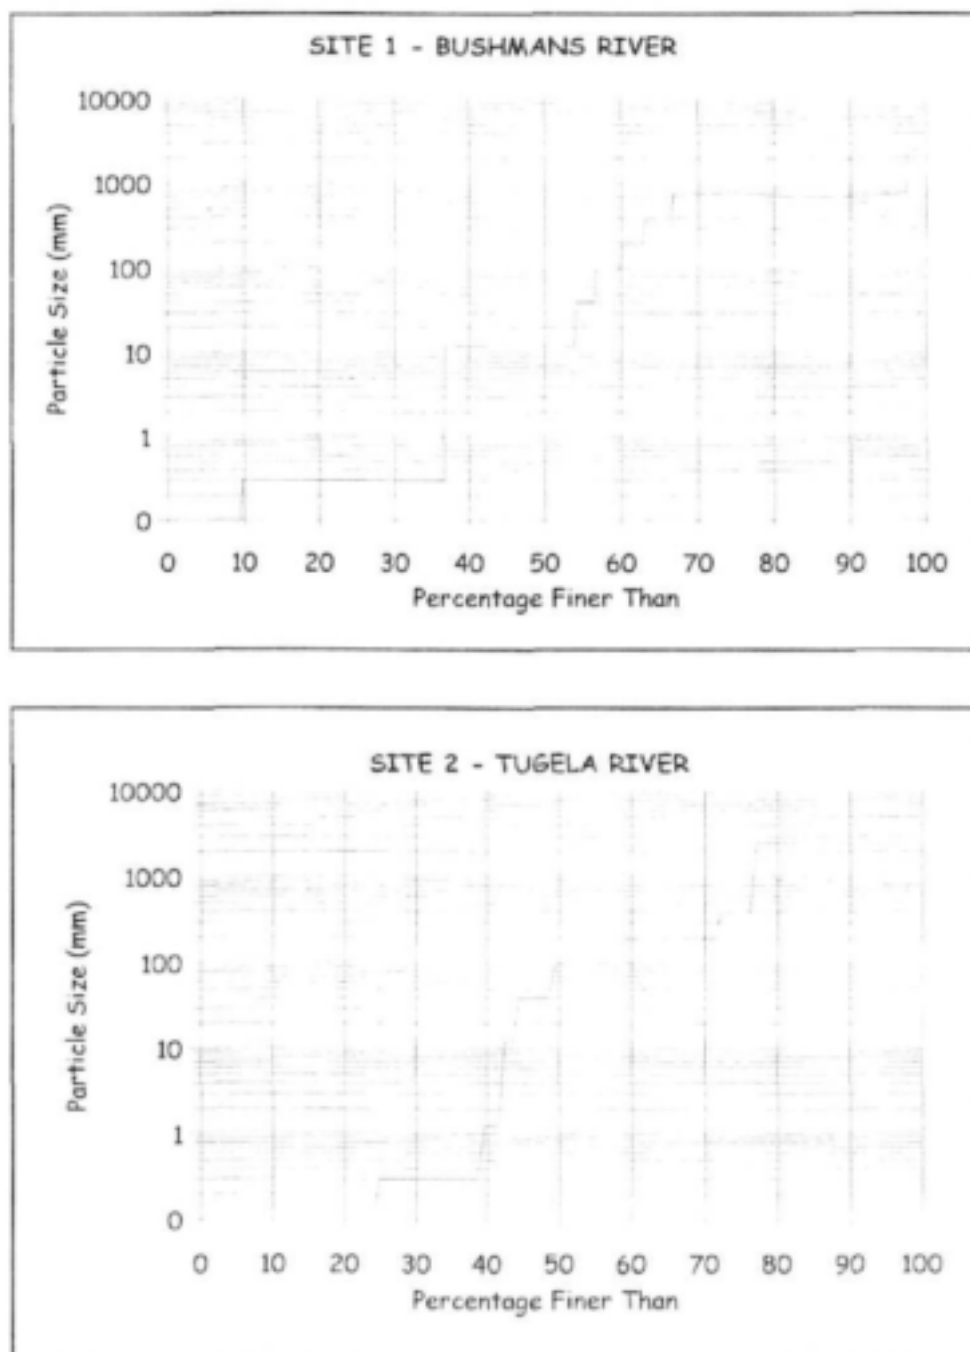 SITE 1 - BUSHMANS RIVER
10000
1000
100
10
1
0
Particle Size (mm)
0 10 20 30 40 50 60 70 80 90 100
Percentage Finer Than
SITE 2 - TUGELA RIVER
10000
1000
100
10
1
0
Particle Size (mm)
0 10 20 30 40 50 60 70 80 90 100
Percentage Finer Than